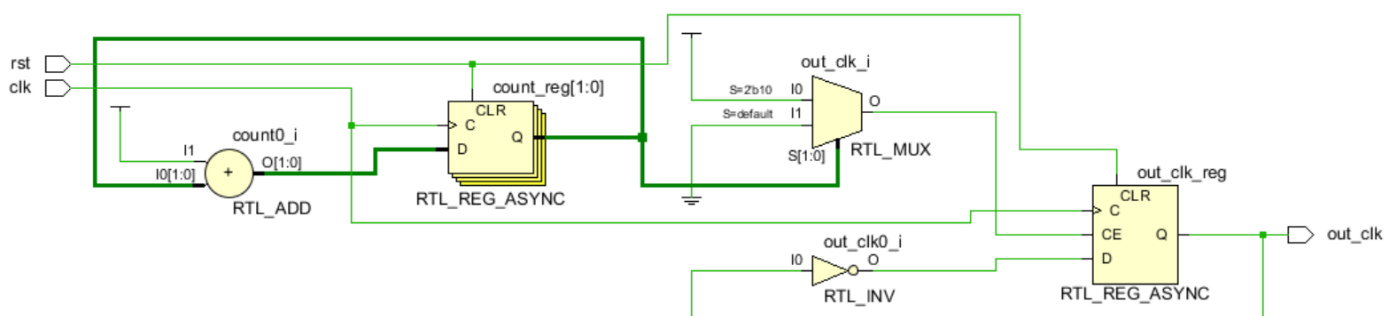 rst
clk
count0_i
I1
I0[1:0]
+
O[1:0]
RTL_ADD
count_reg[1:0]
CLR
C
D
Q
RTL_REG_ASYNC
out_clk_i
S=2'b10
I0
S=default
I1
S[1:0]
O
RTL_MUX
out_clk0_i
I0
O
RTL_INV
out_clk_reg
CLR
C
CE
D
Q
RTL_REG_ASYNC
out_clk